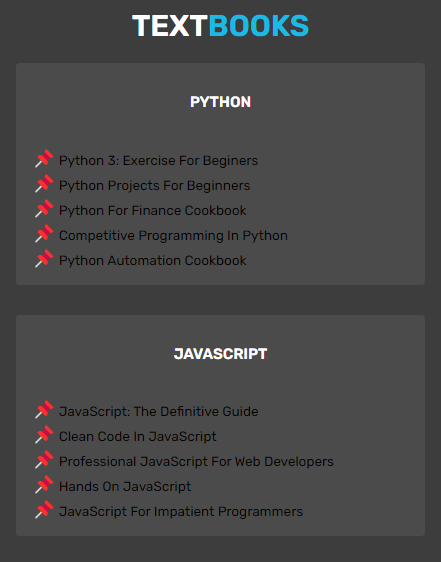 TEXTBOOKS
PYTHON
Python 3: Exercise For Beginers
Python Projects For Beginners
Python For Finance Cookbook
Competitive Programming In Python
Python Automation Cookbook
JAVASCRIPT
JavaScript: The Definitive Guide
Clean Code In JavaScript
Professional JavaScript For Web Developers
Hands On JavaScript
JavaScript For Impatient Programmers